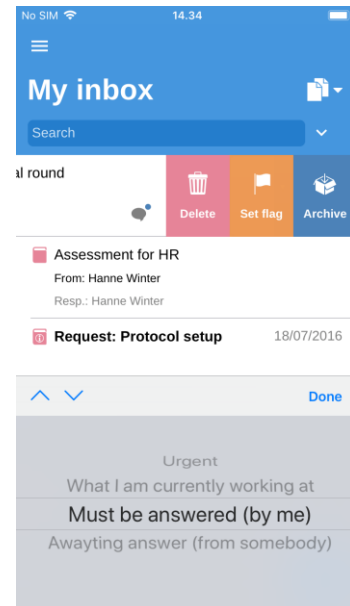 No SIM 14.34
My inbox
Search
al round
Delete Set flag Archive
Assessment for HR
From: Hanne Winter
Resp.: Hanne Winter
Request: Protocol setup 18/07/2016
Done
Urgent
What I am currently working at
Must be answered (by me)
Awayting answer (from somebody)